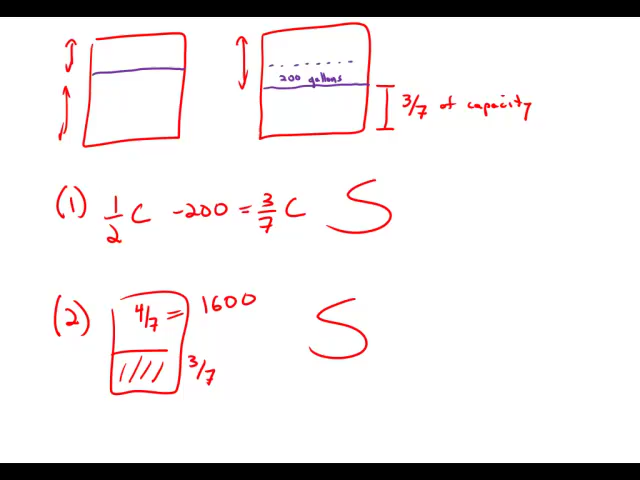 200 gallons
3/7 of capacity
(1) 1/2 C -200 = 3/7 C S
(2) 4/7 = 1600 S
3/7